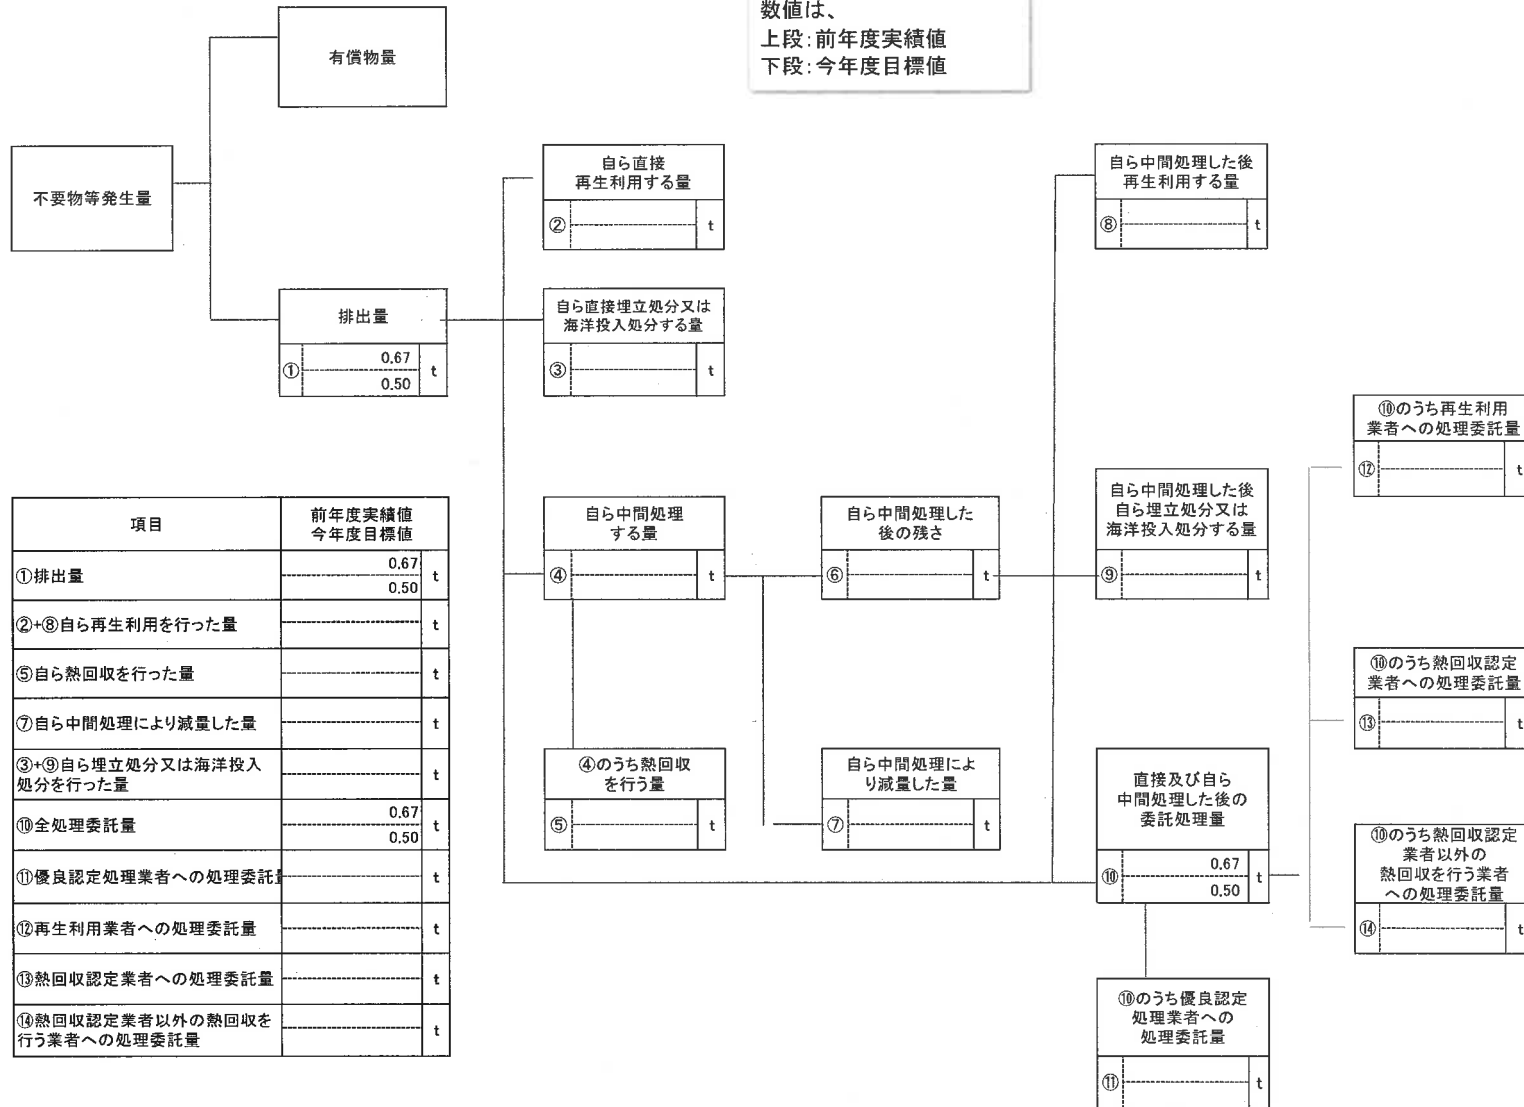 数値は、
上段:前年度実績値
下段:今年度目標値
有償物量
不要物等発生量
排出量
① 0.67 t
0.50
自ら直接
再生利用する量
② t
自ら直接埋立処分又は
海洋投入処分する量
③ t
自ら中間処理
する量
④ t
④のうち熱回収
を行う量
⑤ t
自ら中間処理した
後の残さ
⑥ t
自ら中間処理によ
り減量した量
⑦ t
自ら中間処理した後
再生利用する量
⑧ t
自ら中間処理した後
自ら埋立処分又は
海洋投入処分する量
⑨ t
直接及び自ら
中間処理した後の
委託処理量
⑩ 0.67 t
0.50
⑩のうち優良認定
処理業者への
処理委託量
⑪ t
⑩のうち再生利用
業者への処理委託量
⑫ t
⑩のうち熱回収認定
業者への処理委託量
⑬ t
⑩のうち熱回収認定
業者以外の
熱回収を行う業者
への処理委託量
⑭ t
項目 前年度実績値
今年度目標値
①排出量 0.67 t
0.50
②+⑧自ら再生利用を行った量 t
⑤自ら熱回収を行った量 t
⑦自ら中間処理により減量した量 t
③+⑨自ら埋立処分又は海洋投入
処分を行った量 t
⑩全処理委託量 0.67 t
0.50
⑪優良認定処理業者への処理委託 t
⑫再生利用業者への処理委託量 t
⑬熱回収認定業者への処理委託量 t
⑭熱回収認定業者以外の熱回収を
行う業者への処理委託量 t